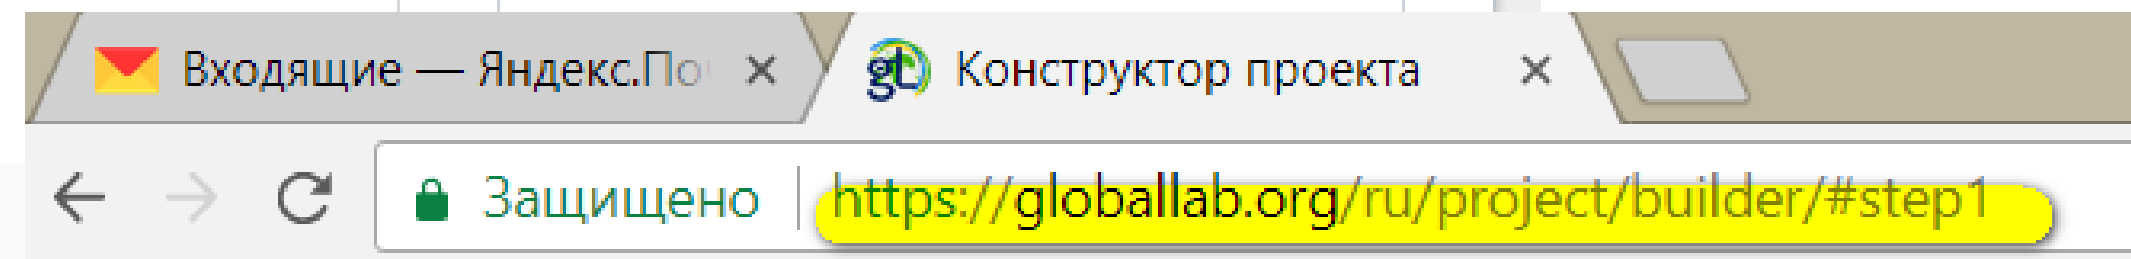 Входящие — Яндекс.По
Конструктор проекта
Защищено
https://globallab.org/ru/project/builder/#step1